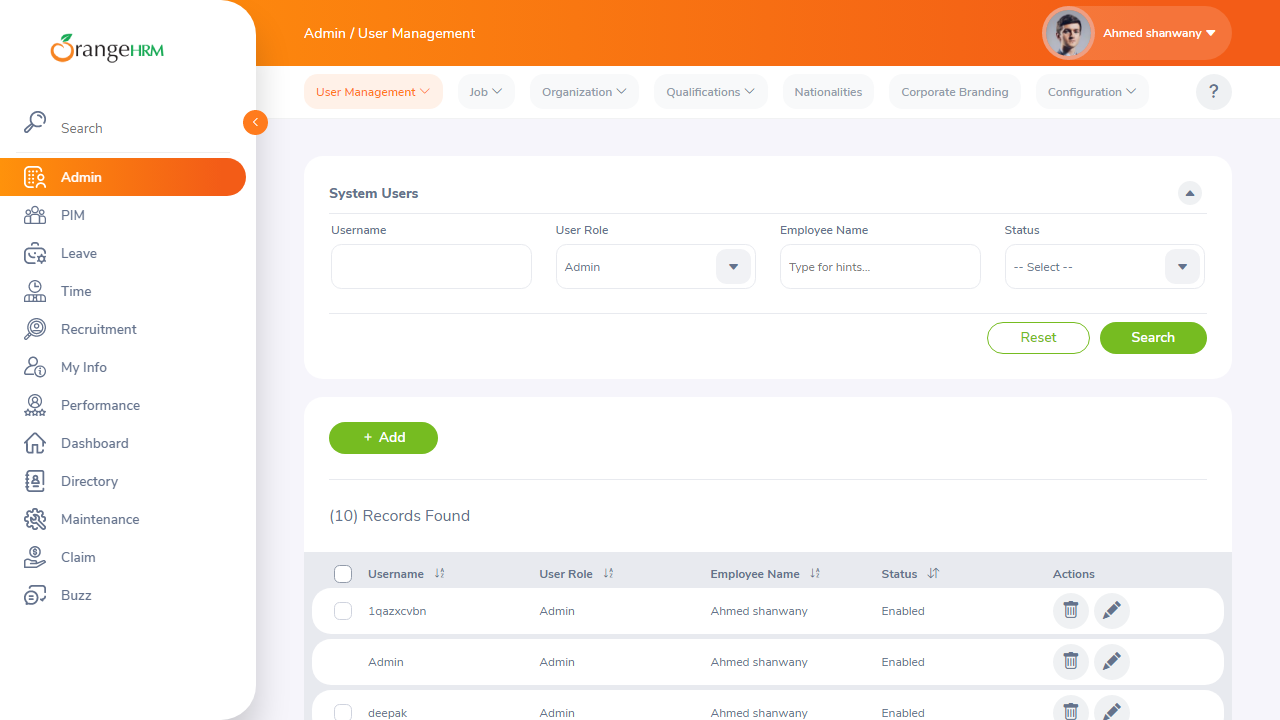 OrangeHRM
Search
Admin
PIM
Leave
Time
Recruitment
My Info
Performance
Dashboard
Directory
Maintenance
Claim
Buzz
Admin / User Management
Ahmed shanwany
User Management
Job
Organization
Qualifications
Nationalities
Corporate Branding
Configuration
?
System Users
Username
User Role
Employee Name
Status
Admin
Type for hints...
-- Select --
Reset
Search
+ Add
(10) Records Found
Username User Role Employee Name Status Actions
1qazxcvbn Admin Ahmed shanwany Enabled
Admin Admin Ahmed shanwany Enabled
deepak Admin Ahmed shanwany Enabled